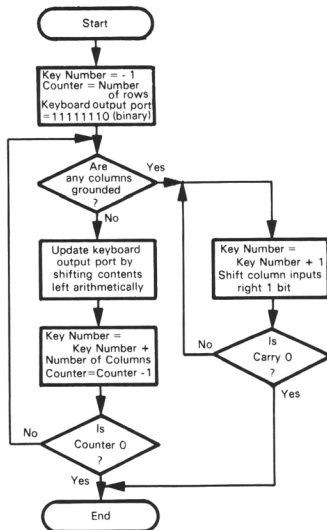 Start
Key Number = - 1
Counter = Number
of rows
Keyboard output port
= 11111110 (binary)
Are
any columns
grounded
?
Yes
No
Update keyboard
output port by
shifting contents
left arithmetically
Key Number =
Key Number +
Number of Columns
Counter=Counter -1
Is
Counter 0
?
No
Yes
End
Key Number =
Key Number + 1
Shift column inputs
right 1 bit
Is
Carry 0
?
No
Yes